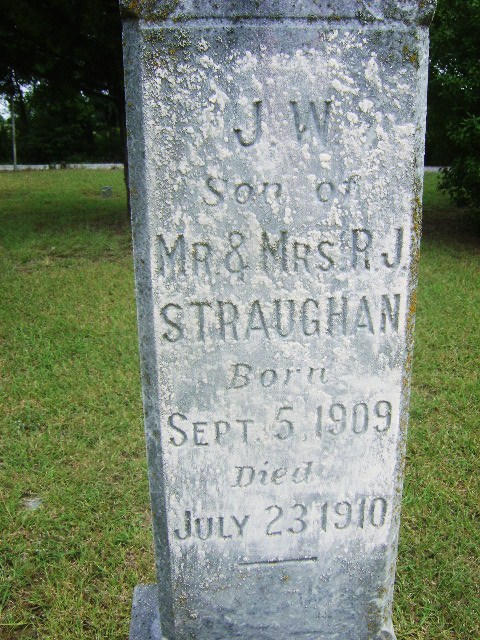 J. W.
Son of
MR. & MRS. R. J.
STRAUGHAN
Born
SEPT. 5, 1909
Died
JULY 23 1910